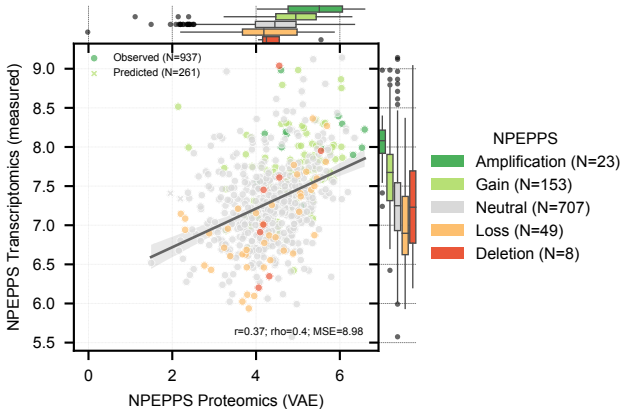 Observed (N=937)
Predicted (N=261)
9.0
8.5
8.0
7.5
7.0
6.5
6.0
5.5
NPEPPS Transcriptomics (measured)
r=0.37; rho=0.4; MSE=8.98
0
2
4
6
NPEPPS Proteomics (VAE)
NPEPPS
Amplification (N=23)
Gain (N=153)
Neutral (N=707)
Loss (N=49)
Deletion (N=8)